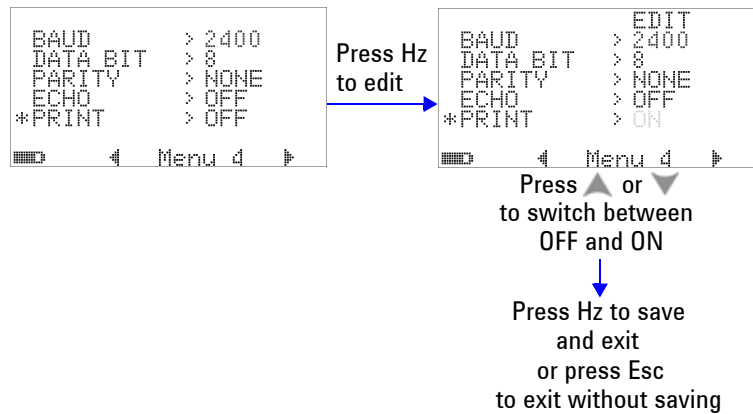 BAUD > 2400
DATA BIT > 8
PARITY > NONE
ECHO > OFF
*PRINT > OFF
Menu 4
Press Hz
to edit
EDIT
BAUD > 2400
DATA BIT > 8
PARITY > NONE
ECHO > OFF
*PRINT > ON
Menu 4
Press or
to switch between
OFF and ON
Press Hz to save
and exit
or press Esc
to exit without saving